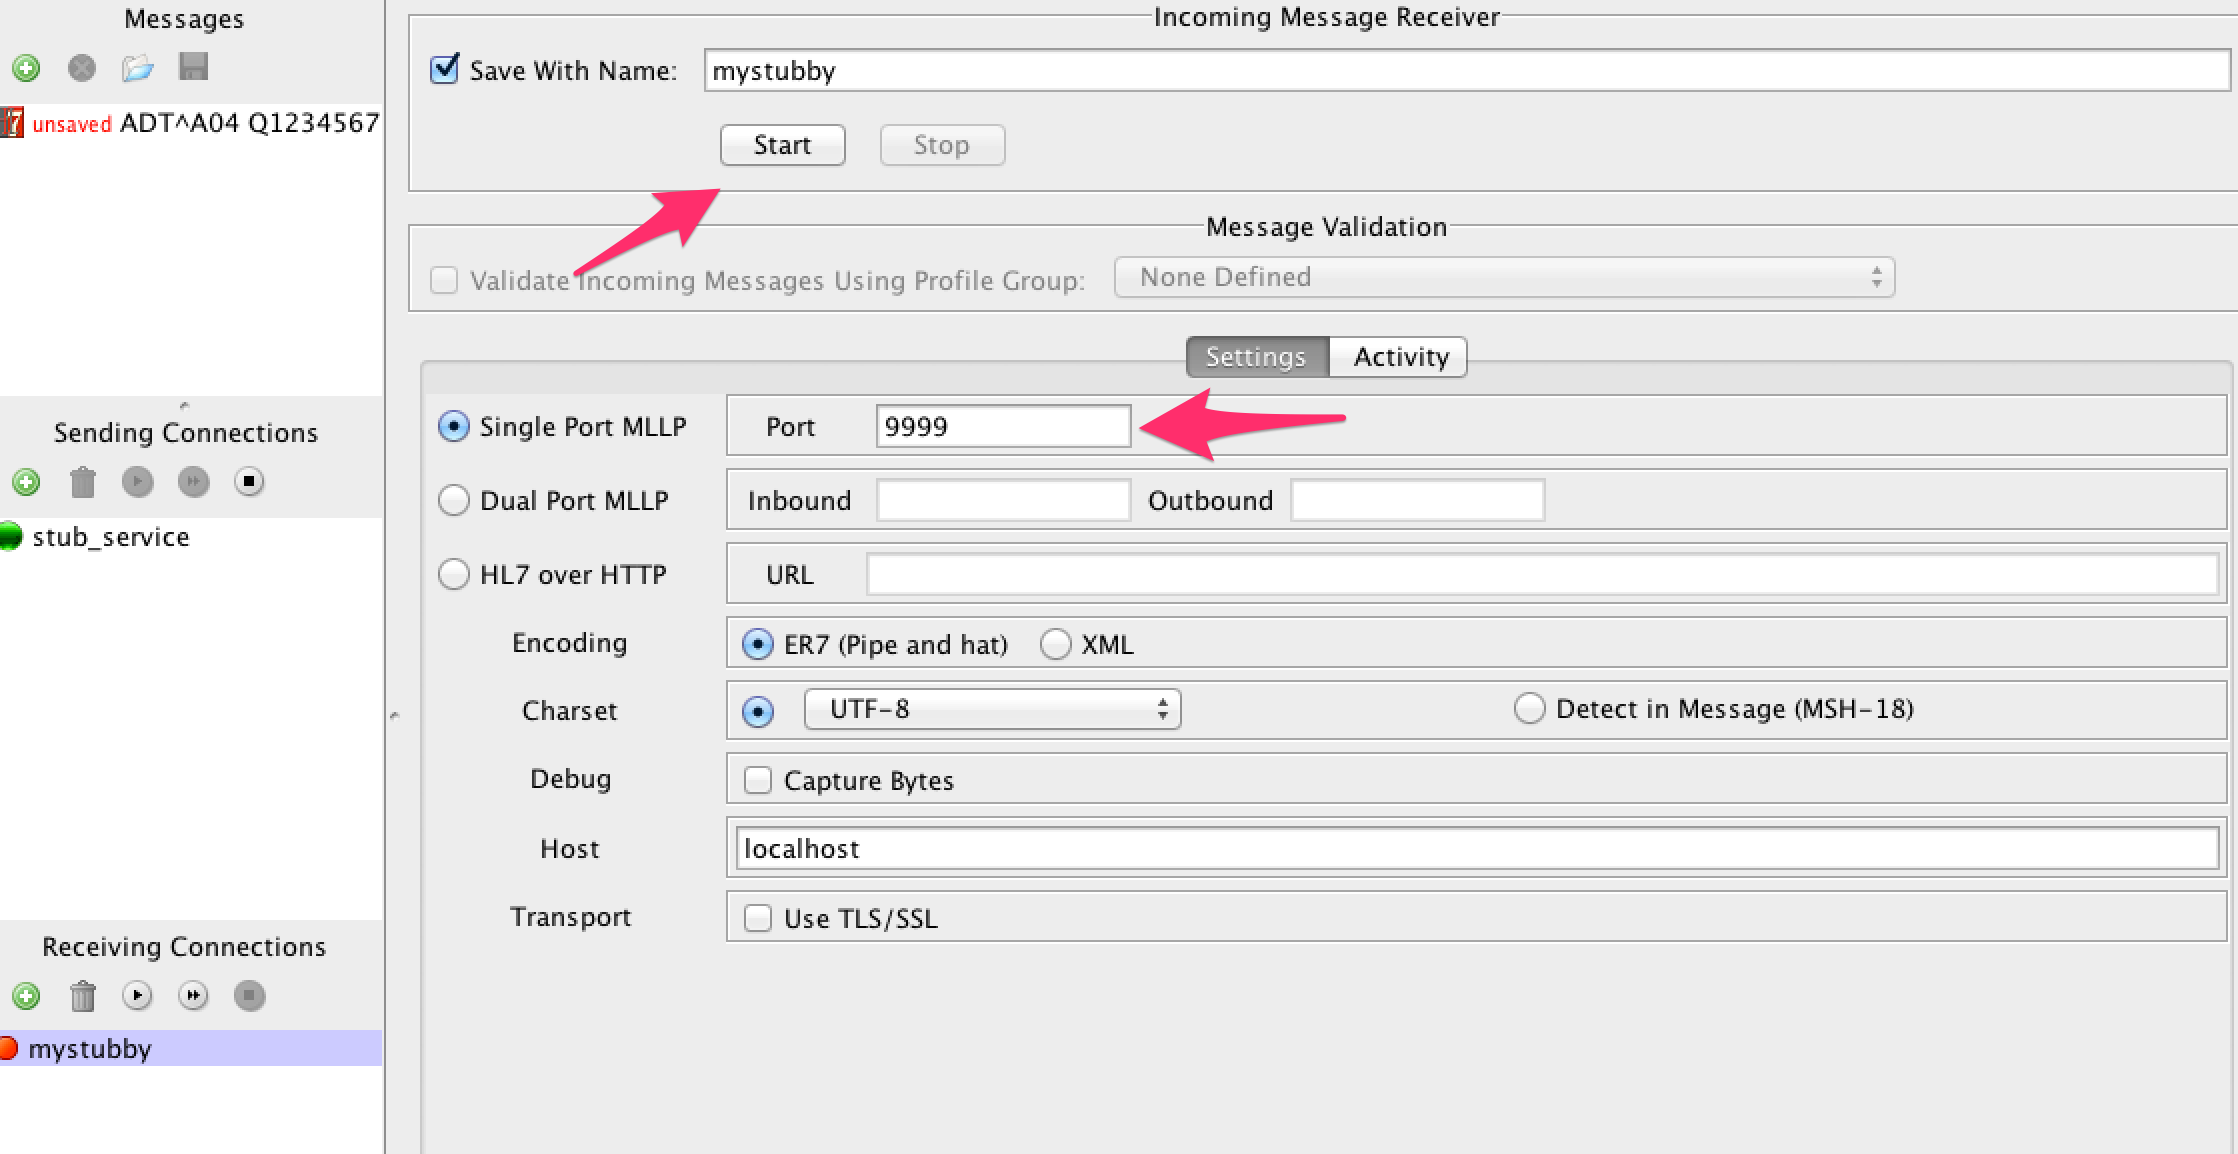 Messages
unsaved ADT^A04 Q1234567
Sending Connections
stub_service
Receiving Connections
mystubby
Incoming Message Receiver
Save With Name: mystubby
Start Stop
Message Validation
Validate Incoming Messages Using Profile Group: None Defined
Settings Activity
Single Port MLLP Port 9999
Dual Port MLLP Inbound Outbound
HL7 over HTTP URL
Encoding ER7 (Pipe and hat) XML
Charset UTF-8 Detect in Message (MSH-18)
Debug Capture Bytes
Host localhost
Transport Use TLS/SSL